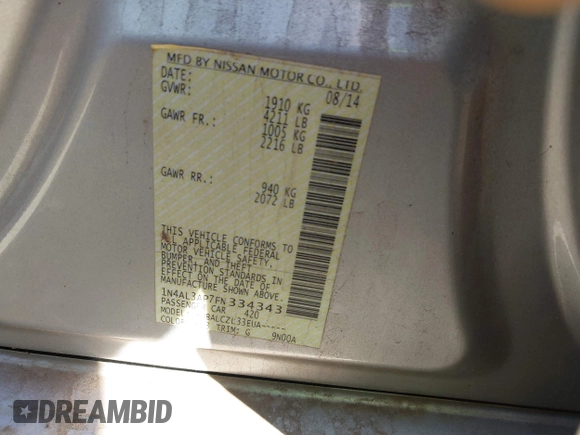 MFD BY NISSAN MOTOR CO., LTD.
DATE: 08/14
GVWR: 1910 KG
4211 LB
GAWR FR.: 1005 KG
2216 LB
GAWR RR.: 940 KG
2072 LB
THIS VEHICLE CONFORMS TO
ALL APPLICABLE FEDERAL
MOTOR VEHICLE SAFETY,
BUMPER, AND THEFT
PREVENTION STANDARDS IN
EFFECT ON THE DATE OF
MANUFACTURE SHOWN ABOVE.
1N4AL3AP7FN334343
PASSENGER CAR 420
TRIM: G 9N00A
DREAMBID